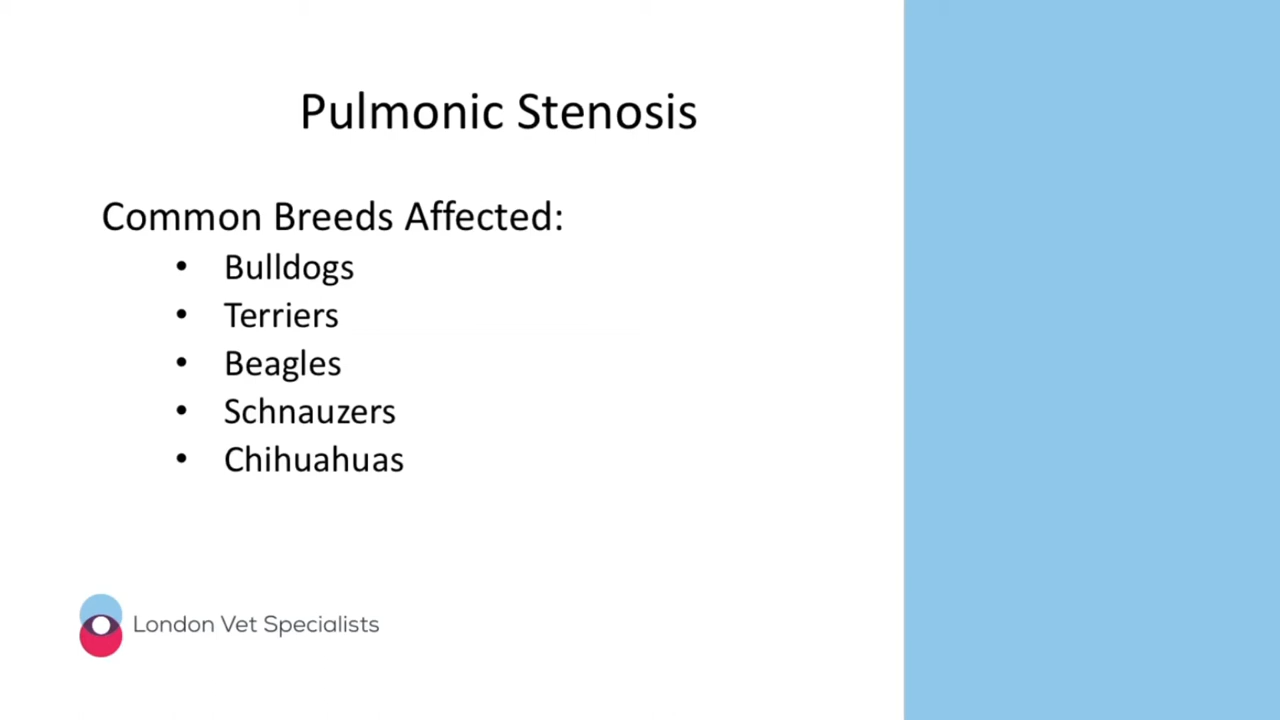 Pulmonic Stenosis
Common Breeds Affected:
• Bulldogs
• Terriers
• Beagles
• Schnauzers
• Chihuahuas
London Vet Specialists